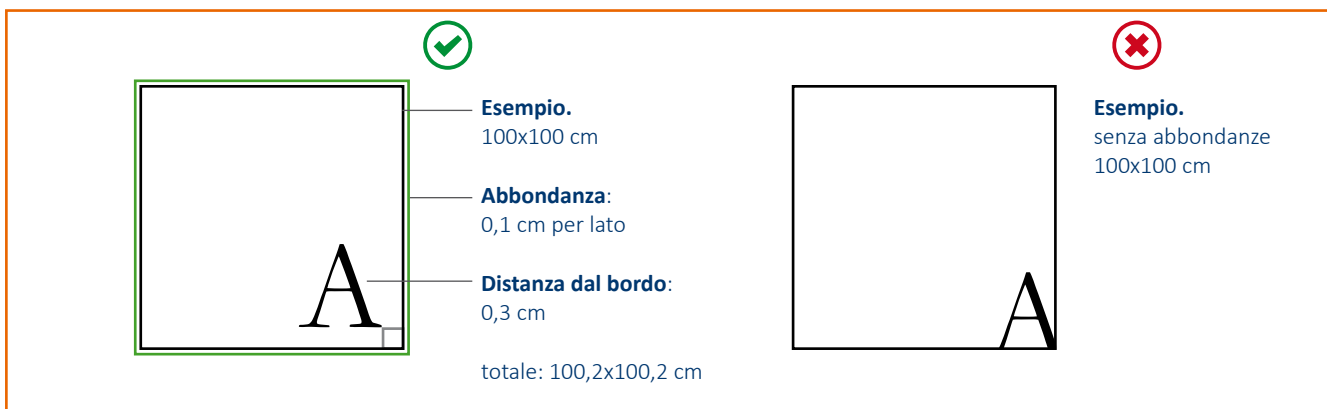 Esempio.
100x100 cm
Abbondanza:
0,1 cm per lato
Distanza dal bordo:
0,3 cm
totale: 100,2x100,2 cm
A
Esempio.
senza abbondanze
100x100 cm
A